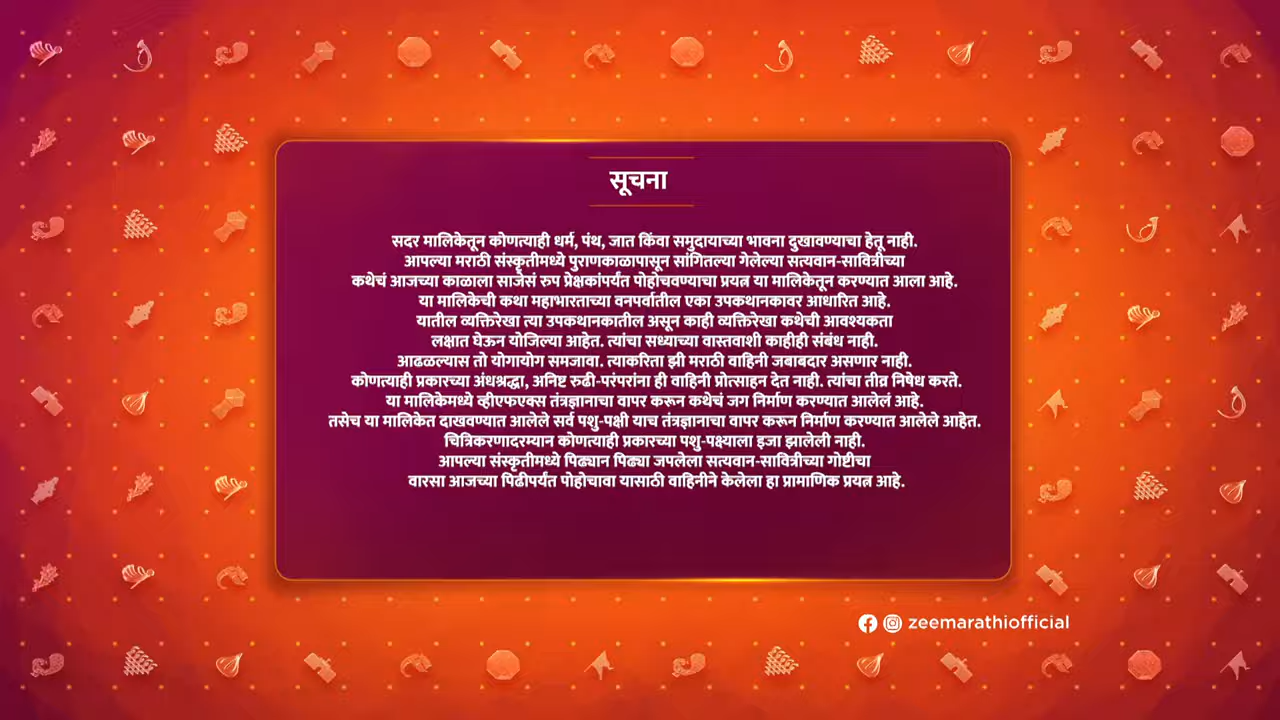 सूचना
सदर मालिकेतून कोणत्याही धर्म, पंथ, जात किंवा समुदायाच्या भावना दुखावण्याचा हेतू नाही.
आपल्या मराठी संस्कृतीमध्ये पुराणकाळापासून सांगितल्या गेलेल्या सत्यवान-सावित्रीच्या
कथेचं आजच्या काळाला साजेसं रुप प्रेक्षकांपर्यंत पोहोचवण्याचा प्रयत्न या मालिकेतून करण्यात आला आहे.
या मालिकेची कथा महाभारताच्या वनपर्वातील एका उपकथानकावर आधारित आहे.
यातील व्यक्तिरेखा त्या उपकथानकातील असून काही व्यक्तिरेखा कथेची आवश्यकता
लक्षात घेऊन योजिल्या आहेत. त्यांचा सध्याच्या वास्तवाशी काहीही संबंध नाही.
आढळल्यास तो योगायोग समजावा. त्याकरिता झी मराठी वाहिनी जबाबदार असणार नाही.
कोणत्याही प्रकारच्या अंधश्रद्धा, अनिष्ट रुढी-परंपरांना ही वाहिनी प्रोत्साहन देत नाही. त्यांचा तीव्र निषेध करते.
या मालिकेमध्ये व्हीएफएक्स तंत्रज्ञानाचा वापर करून कथेचं जग निर्माण करण्यात आलेलं आहे.
तसेच या मालिकेत दाखवण्यात आलेले सर्व पशु-पक्षी याच तंत्रज्ञानाचा वापर करून निर्माण करण्यात आलेले आहेत.
चित्रिकरणादरम्यान कोणत्याही प्रकारच्या पशु-पक्ष्याला इजा झालेली नाही.
आपल्या संस्कृतीमध्ये पिढ्यान पिढ्या जपलेला सत्यवान-सावित्रीच्या गोष्टीचा
वारसा आजच्या पिढीपर्यंत पोहोचावा यासाठी वाहिनीने केलेला हा प्रामाणिक प्रयत्न आहे.
zeemarathiofficial